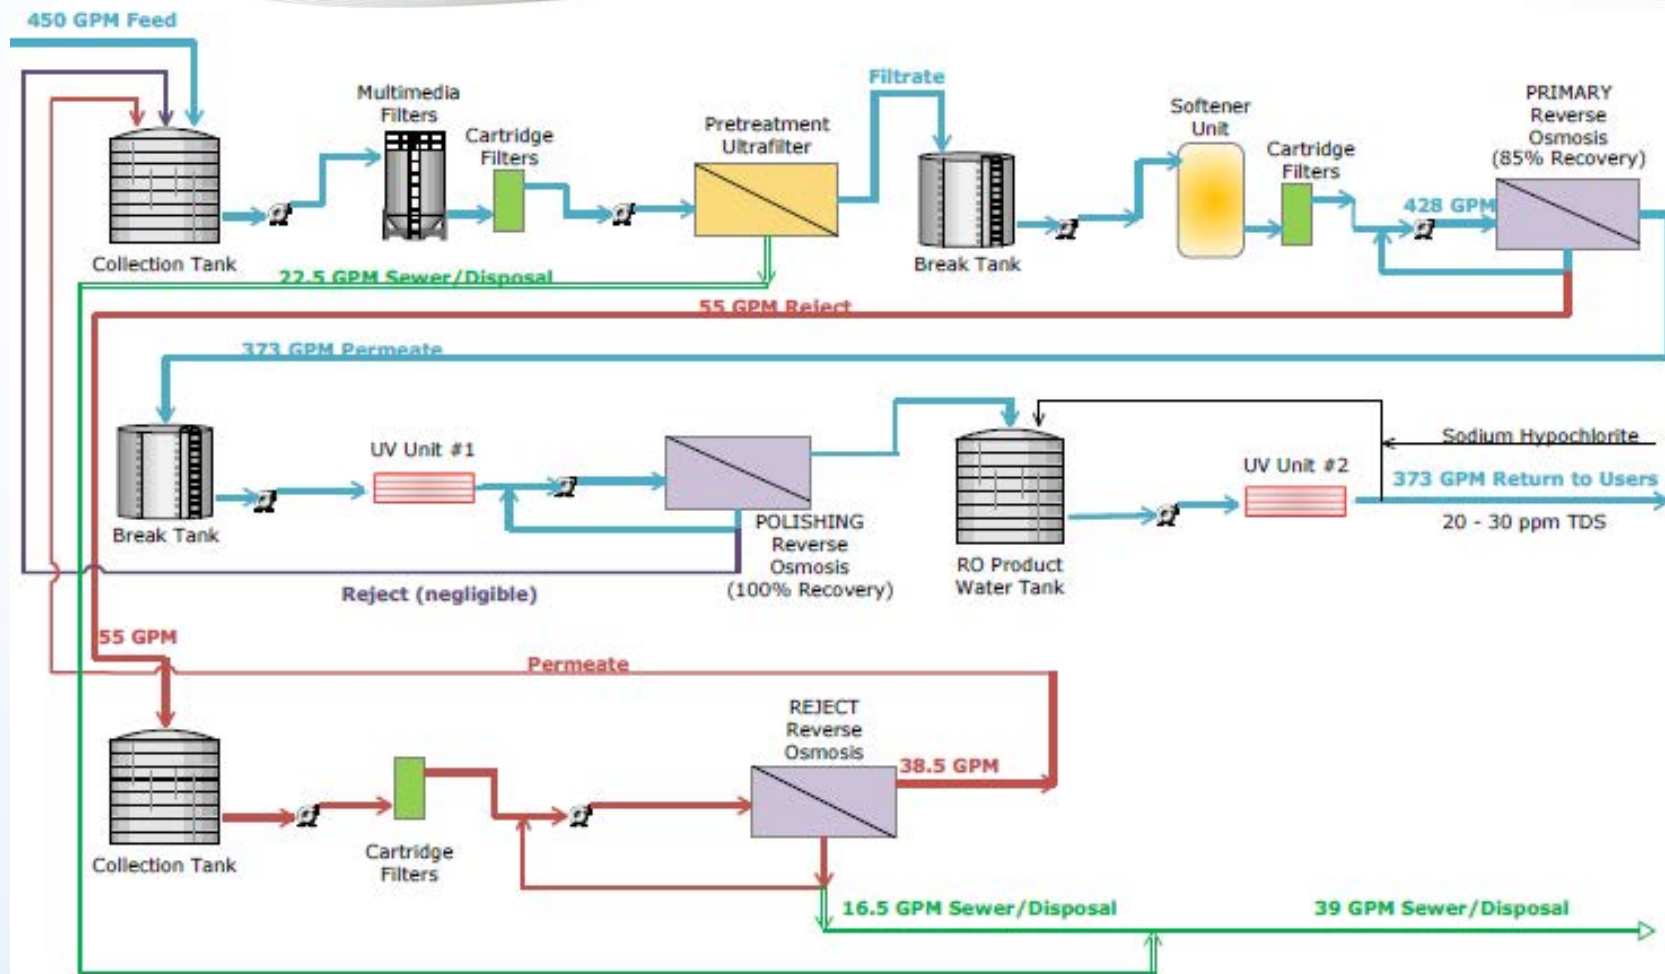 450 GPM Feed
Multimedia
Filters
Cartridge
Filters
Pretreatment
Ultrafilter
Filtrate
Softener
Unit
Cartridge
Filters
PRIMARY
Reverse
Osmosis
(85% Recovery)
428 GPM
Collection Tank
Break Tank
22.5 GPM Sewer/Disposal
55 GPM Reject
373 GPM Permeate
UV Unit #1
Break Tank
POLISHING
Reverse
Osmosis
(100% Recovery)
RO Product
Water Tank
UV Unit #2
Sodium Hypochlorite
373 GPM Return to Users
20 - 30 ppm TDS
Reject (negligible)
55 GPM
Permeate
REJECT
Reverse
Osmosis
38.5 GPM
Collection Tank
Cartridge
Filters
16.5 GPM Sewer/Disposal
39 GPM Sewer/Disposal